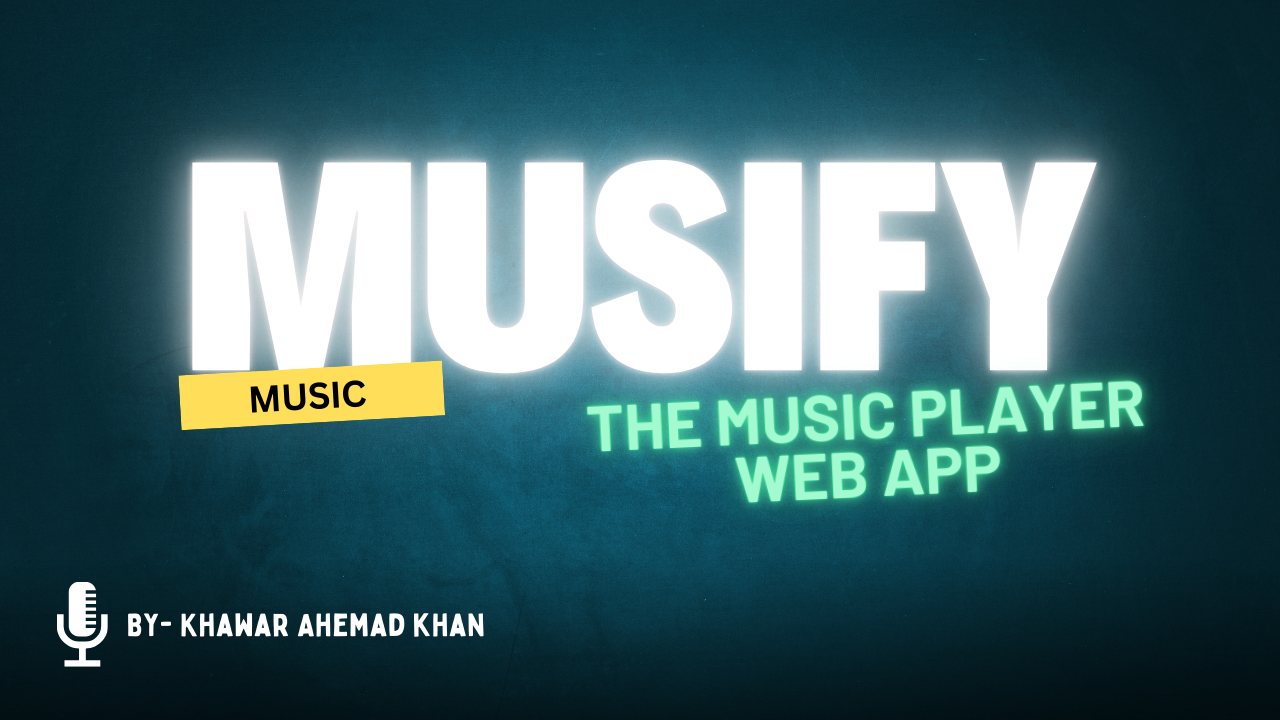 MUSIFY
MUSIC
THE MUSIC PLAYER
WEB APP
BY- KHAWAR AHEMAD KHAN